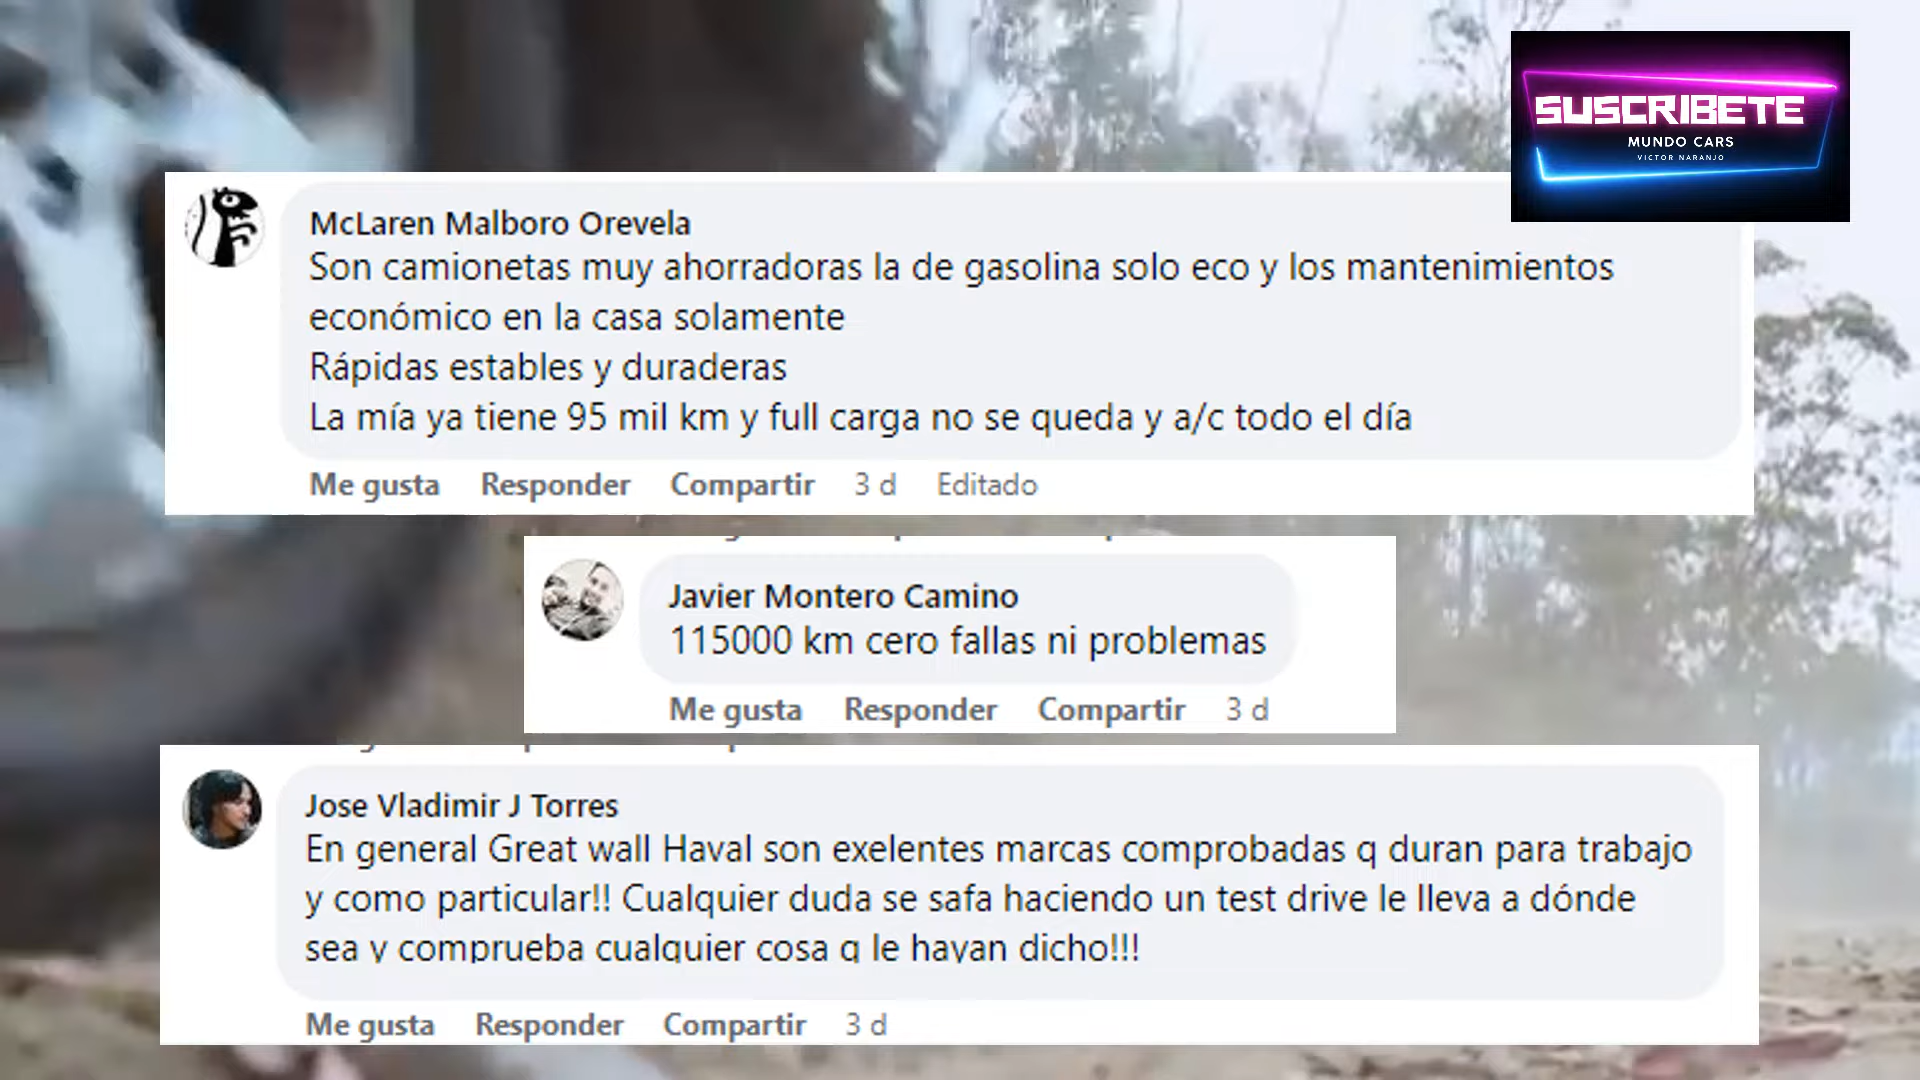 SUSCRIBETE
MUNDO CARS
VICTOR NARANJO
McLaren Malboro Orevela
Son camionetas muy ahorradoras la de gasolina solo eco y los mantenimientos
económico en la casa solamente
Rápidas estables y duraderas
La mía ya tiene 95 mil km y full carga no se queda y a/c todo el día
Me gusta Responder Compartir 3 d Editado
Javier Montero Camino
115000 km cero fallas ni problemas
Me gusta Responder Compartir 3 d
Jose Vladimir J Torres
En general Great wall Haval son exelentes marcas comprobadas q duran para trabajo
y como particular!! Cualquier duda se safa haciendo un test drive le lleva a dónde
sea y comprueba cualquier cosa q le hayan dicho!!!
Me gusta Responder Compartir 3 d